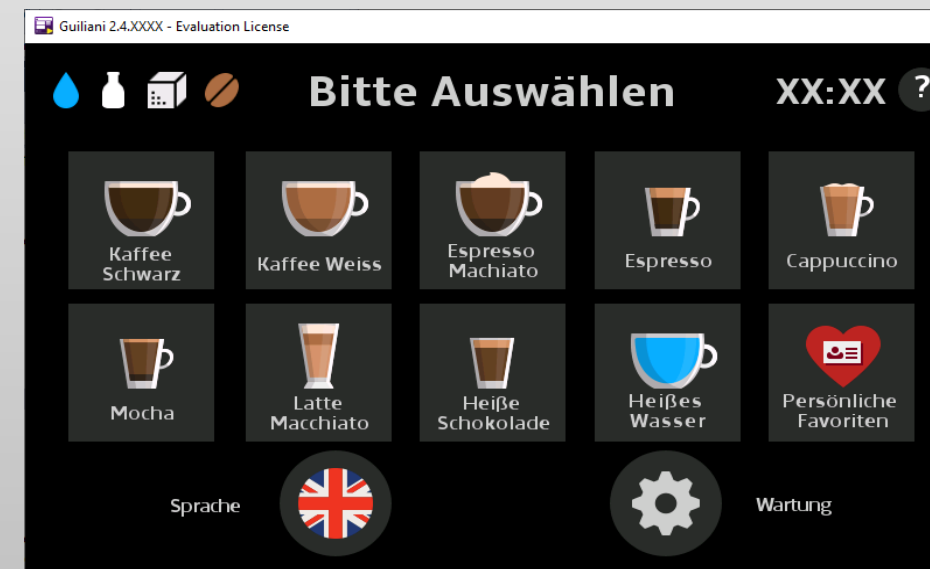 Guiliani 2.4.XXXX - Evaluation License
Bitte Auswählen
XX:XX
?
Kaffee
Schwarz
Kaffee Weiss
Espresso
Machiato
Espresso
Cappuccino
Mocha
Latte
Macchiato
Heiße
Schokolade
Heißes
Wasser
Persönliche
Favoriten
Sprache
Wartung